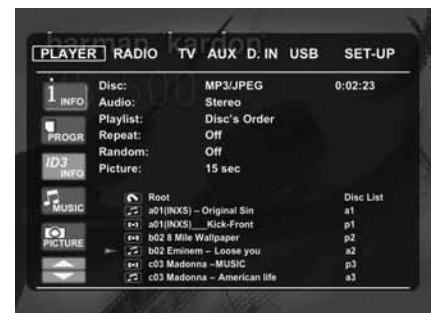 harman kardon
PLAYER RADIO TV AUX D. IN USB SET-UP
i INFO Disc: MP3/JPEG 0:02:23
Audio: Stereo
Playlist: Disc's Order
PROGR Repeat: Off
Random: Off
ID3 INFO Picture: 15 sec
MUSIC Root Disc List
a01(INXS) – Original Sin a1
a01(INXS)___Kick-Front p1
PICTURE b02 8 Mile Wallpaper p2
b02 Eminem – Loose you a2
c03 Madonna –MUSIC p3
c03 Madonna – American life a3